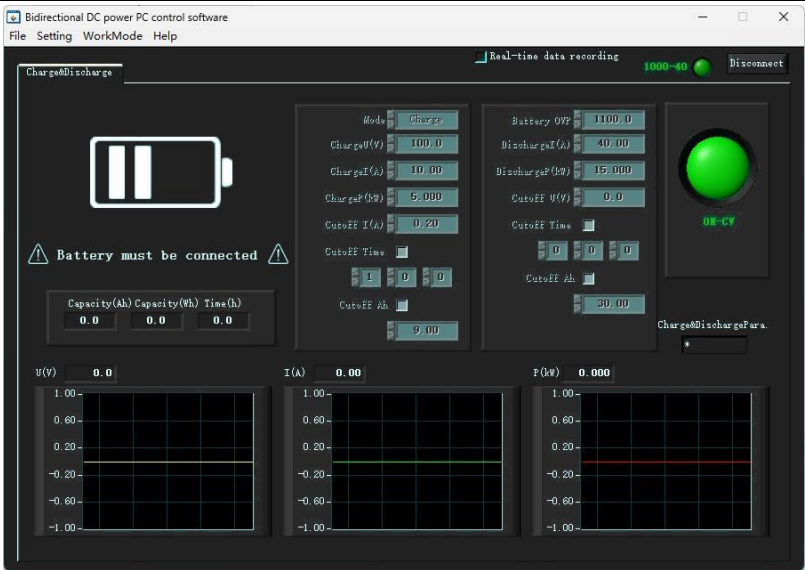 Bidirectional DC power PC control software
File Setting WorkMode Help
Real-time data recording
1000-40
Disconnect
Charge&Discharge
Mode Charge
ChargeU(V) 100.0
ChargeI(A) 10.00
ChargeP(kW) 5.000
Cutoff I(A) 0.20
Cutoff Time
1 0 0
Cutoff Ah
9.00
Battery OVP 1100.0
DischargeI(A) 40.00
DischargeP(kW) 15.000
Cutoff U(V) 0.0
Cutoff Time
0 0 0
Cutoff Ah
30.00
ON-CV
Battery must be connected
Capacity(Ah) Capacity(Wh) Time(h)
0.0 0.0 0.0
Charge&DischargePara.
*
U(V) 0.0
1.00
0.60
0.20
-0.20
-0.60
-1.00
I(A) 0.00
1.00
0.60
0.20
-0.20
-0.60
-1.00
P(kW) 0.000
1.00
0.60
0.20
-0.20
-0.60
-1.00